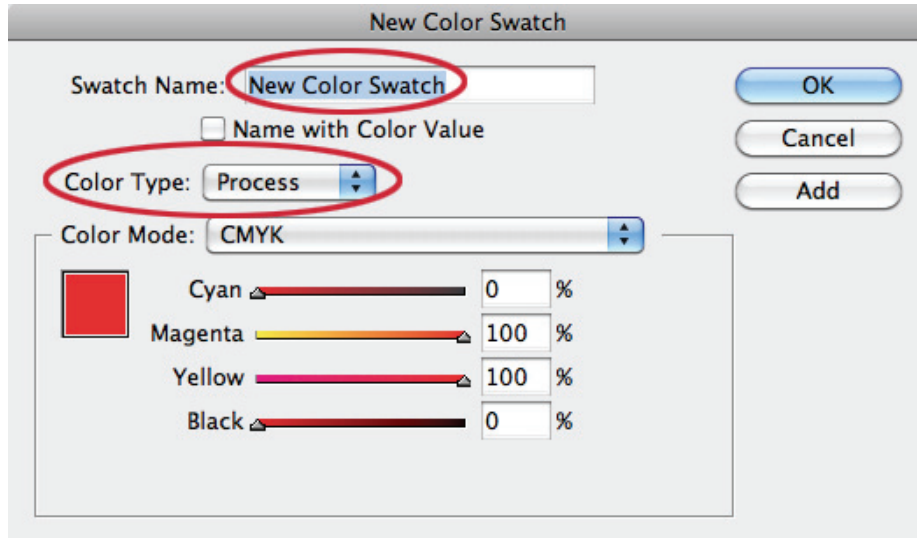 New Color Swatch
Swatch Name: New Color Swatch
OK
Name with Color Value
Cancel
Color Type: Process
Add
Color Mode: CMYK
Cyan 0 %
Magenta 100 %
Yellow 100 %
Black 0 %